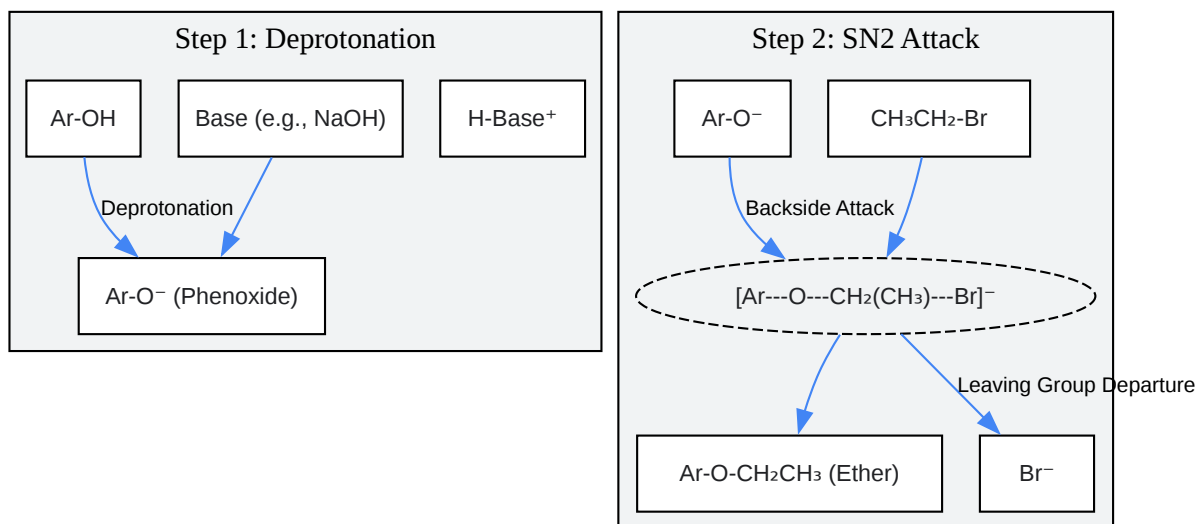 Step 1: Deprotonation
Ar-OH
Base (e.g., NaOH)
H-Base⁺
Deprotonation
Ar-O⁻ (Phenoxide)
Step 2: SN2 Attack
Ar-O⁻
CH₃CH₂-Br
Backside Attack
[Ar---O---CH₂(CH₃)---Br]⁻
Leaving Group Departure
Ar-O-CH₂CH₃ (Ether)
Br⁻